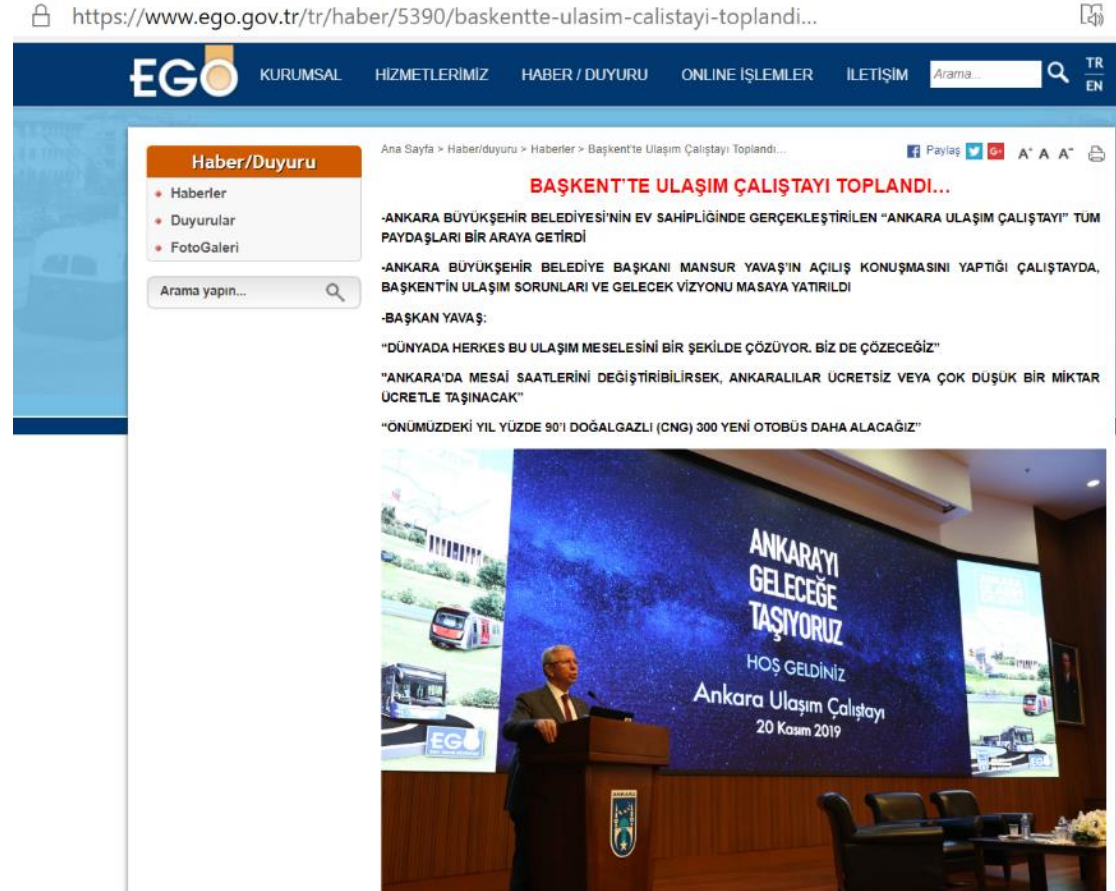 https://www.ego.gov.tr/tr/haber/5390/baskentte-ulasim-calistayi-toplandi...
EGO
KURUMSAL
HİZMETLERİMİZ
HABER / DUYURU
ONLINE İŞLEMLER
İLETİŞİM
Arama...
TR
EN
Haber/Duyuru
Haberler
Duyurular
FotoGaleri
Arama yapın...
Ana Sayfa > Haber/duyuru > Haberler > Başkent'te Ulaşım Çalıştayı Toplandı...
Paylaş
G+
A+ A A-
BAŞKENT'TE ULAŞIM ÇALIŞTAYI TOPLANDI...
-ANKARA BÜYÜKŞEHİR BELEDİYESİ'NİN EV SAHİPLİĞİNDE GERÇEKLEŞTİRİLEN “ANKARA ULAŞIM ÇALIŞTAYI” TÜM
PAYDAŞLARI BİR ARAYA GETİRDİ
-ANKARA BÜYÜKŞEHİR BELEDİYE BAŞKANI MANSUR YAVAŞ'IN AÇILIŞ KONUŞMASINI YAPTIĞI ÇALIŞTAYDA,
BAŞKENT'İN ULAŞIM SORUNLARI VE GELECEK VİZYONU MASAYA YATIRILDI
-BAŞKAN YAVAŞ:
“DÜNYADA HERKES BU ULAŞIM MESELESİNİ BİR ŞEKİLDE ÇÖZÜYOR. BİZ DE ÇÖZECEĞİZ”
"ANKARA'DA MESAİ SAATLERİNİ DEĞİŞTİRİBİLİRSEK, ANKARALILAR ÜCRETSİZ VEYA ÇOK DÜŞÜK BİR MİKTAR
ÜCRETLE TAŞINACAK”
“ÖNÜMÜZDEKİ YIL YÜZDE 90'I DOĞALGAZLI (CNG) 300 YENİ OTOBÜS DAHA ALACAĞIZ”
ANKARA'YI
GELECEĞE
TAŞIYORUZ
HOŞ GELDİNİZ
Ankara Ulaşım Çalıştayı
20 Kasım 2019
EGO
EGO
ANKARA